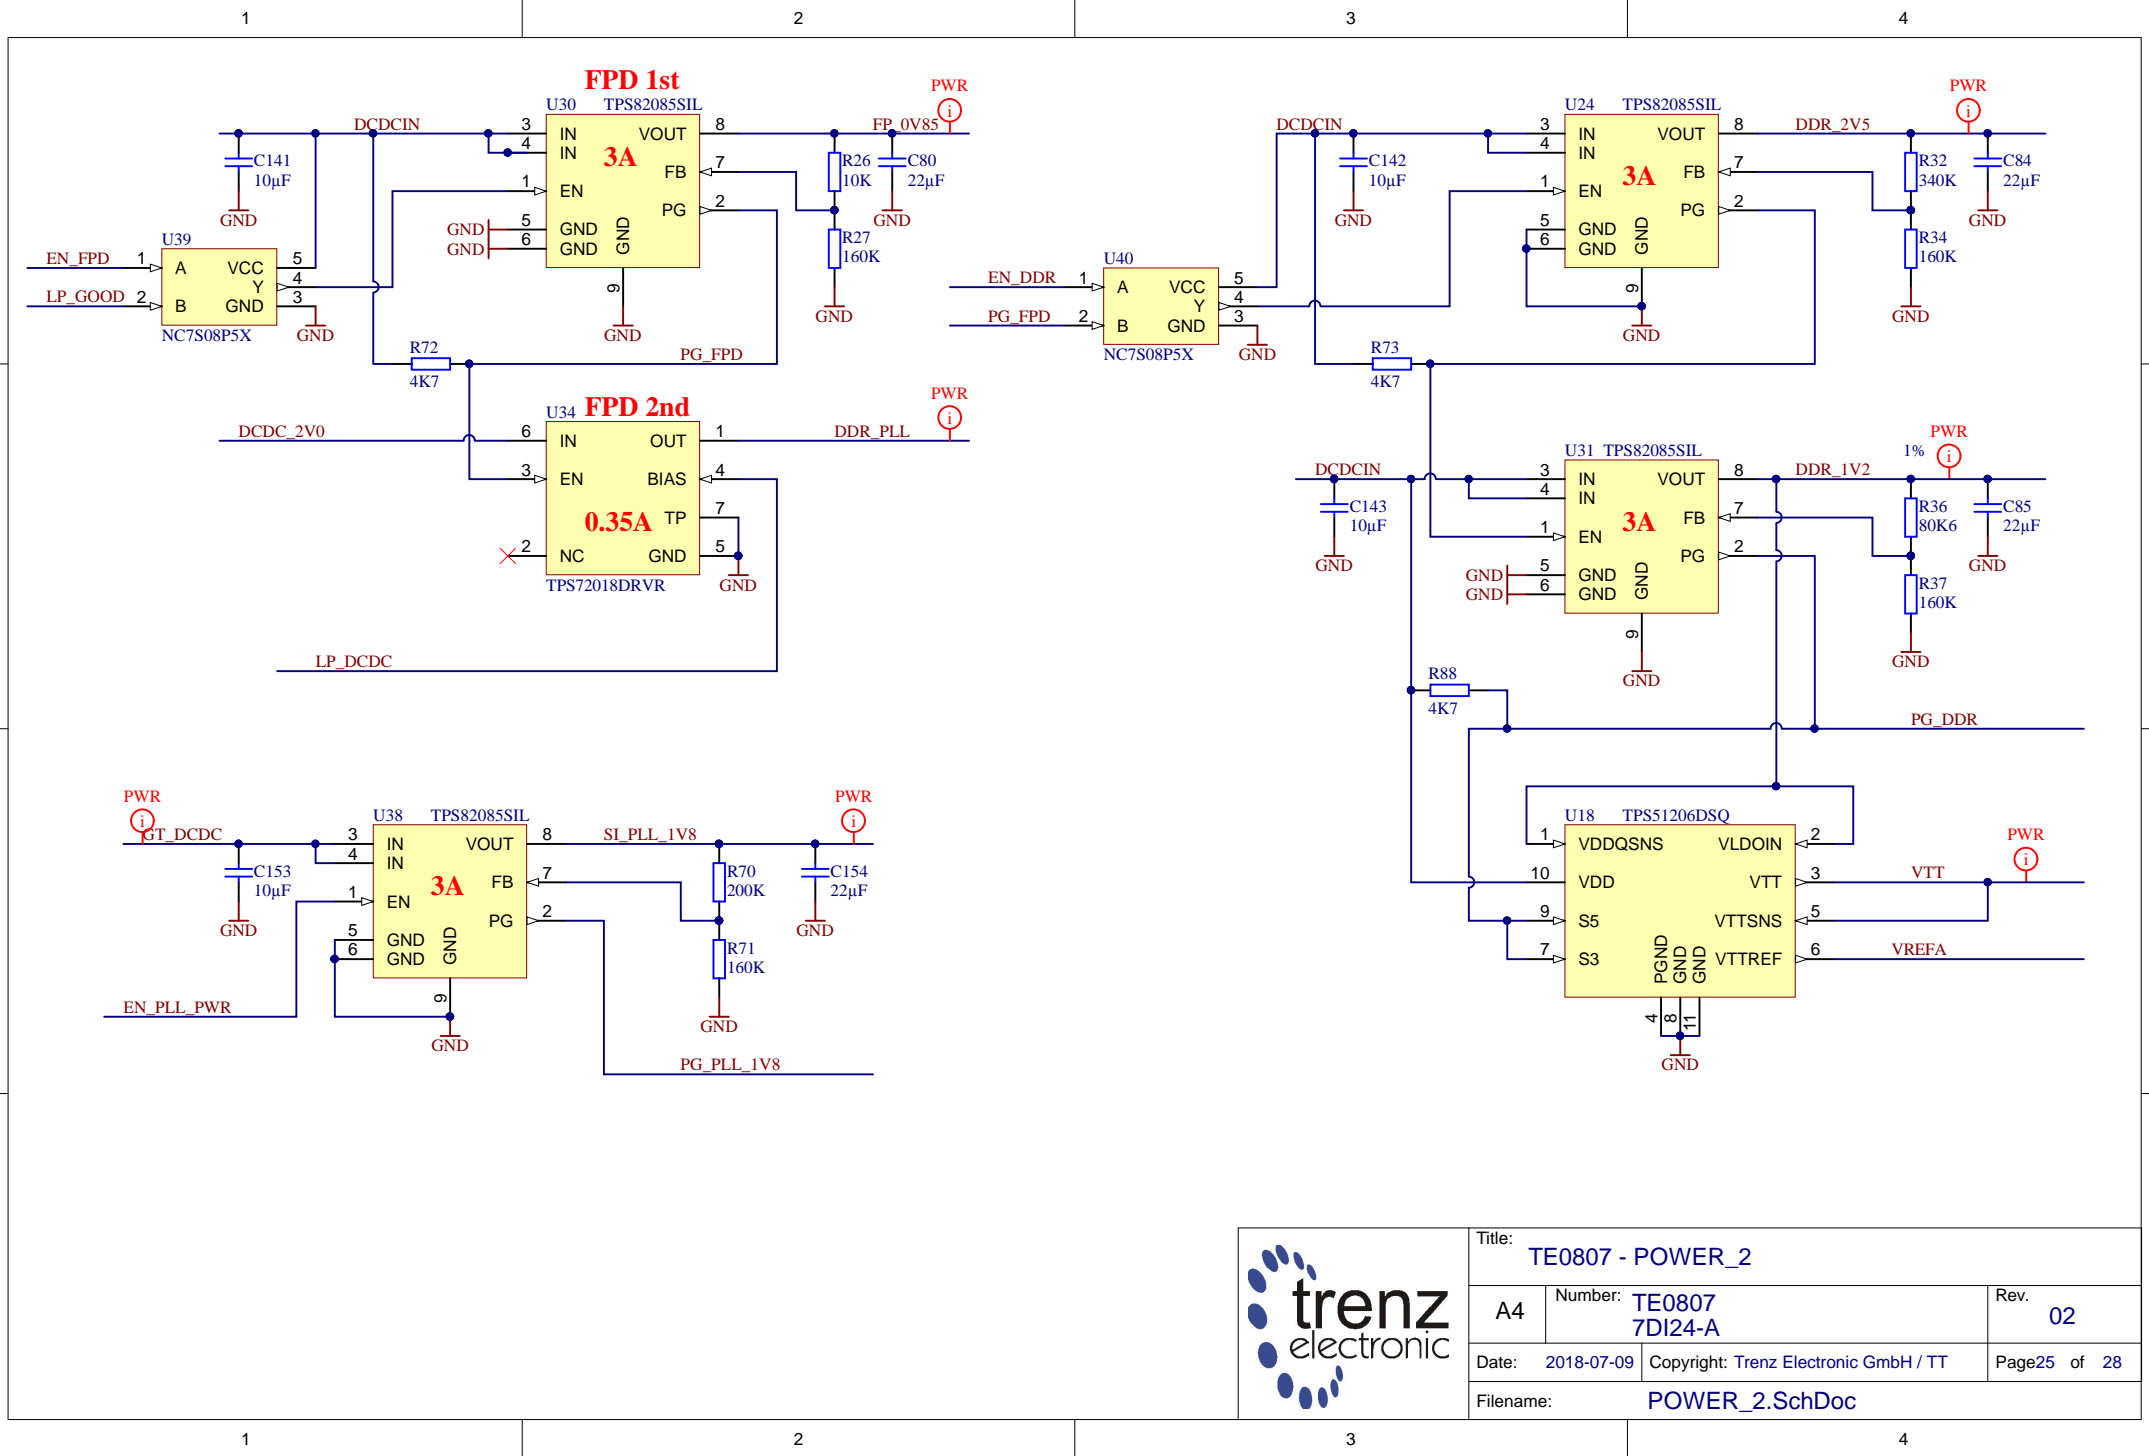 1 2 3 4
FPD 1st
U30 TPS82085SIL
PWR
i
DCDCIN
3 IN VOUT 8
FP_0V85
4 IN
3A
C141
10µF
GND
FB 7
R26
10K
C80
22µF
GND
1 EN
PG 2
GND 5 GND
GND 6 GND
GND
9
GND
R27
160K
GND
U39
EN_FPD 1 A VCC 5
Y 4
LP_GOOD 2 B GND 3
NC7S08P5X
GND
R72
4K7
PG_FPD
U34 FPD 2nd
PWR
i
DCDC_2V0 6 IN OUT 1 DDR_PLL
3 EN BIAS 4
0.35A TP 7
2 NC GND 5
TPS72018DRVR
GND
LP_DCDC
PWR
i
GT_DCDC
U38 TPS82085SIL
3 IN VOUT 8
SI_PLL_1V8
PWR
i
4 IN
3A
C153
10µF
GND
FB 7
R70
200K
C154
22µF
GND
1 EN
PG 2
5 GND
6 GND
GND
9
GND
R71
160K
GND
EN_PLL_PWR
PG_PLL_1V8
U24 TPS82085SIL
PWR
i
DCDCIN
3 IN VOUT 8
DDR_2V5
4 IN
3A
C142
10µF
GND
FB 7
R32
340K
C84
22µF
GND
1 EN
PG 2
5 GND
6 GND
GND
9
GND
R34
160K
GND
U40
EN_DDR 1 A VCC 5
Y 4
PG_FPD 2 B GND 3
NC7S08P5X
GND
R73
4K7
U31 TPS82085SIL
1%
PWR
i
DCDCIN
3 IN VOUT 8
DDR_1V2
4 IN
3A
C143
10µF
GND
FB 7
R36
80K6
C85
22µF
GND
1 EN
PG 2
GND 5 GND
GND 6 GND
GND
9
GND
R37
160K
GND
R88
4K7
PG_DDR
U18 TPS51206DSQ
1 VDDQSNS VLDOIN 2
PWR
i
10 VDD VTT 3 VTT
9 S5 VTTSNS 5
7 S3 VTTREF 6 VREFA
PGND GND GND
4 8 11
GND
trenz
electronic
Title:
TE0807 - POWER_2
A4
Number: TE0807
7DI24-A
Rev.
02
Date: 2018-07-09 Copyright: Trenz Electronic GmbH / TT Page25 of 28
Filename: POWER_2.SchDoc
1 2 3 4